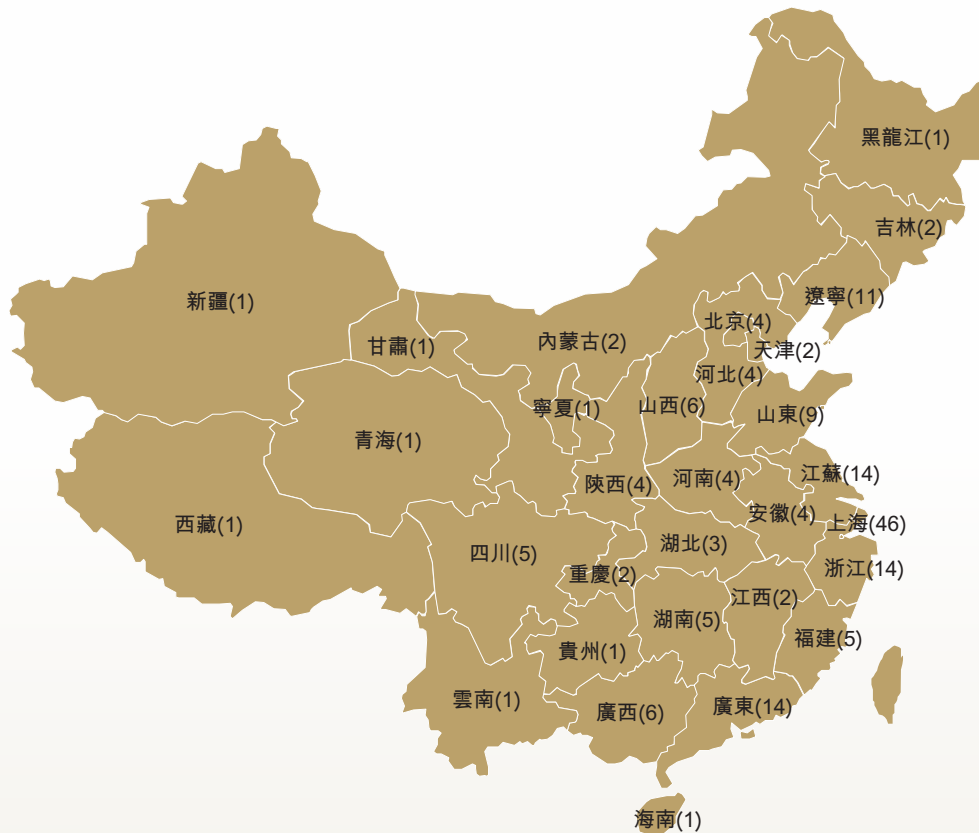 黑龍江(1)
吉林(2)
遼寧(11)
新疆(1)
北京(4)
內蒙古(2)
甘肅(1)
天津(2)
河北(4)
寧夏(1)
山西(6)
山東(9)
青海(1)
江蘇(14)
河南(4)
陝西(4)
安徽(4)
西藏(1)
上海(46)
湖北(3)
四川(5)
浙江(14)
重慶(2)
江西(2)
湖南(5)
福建(5)
貴州(1)
雲南(1)
廣東(14)
廣西(6)
海南(1)